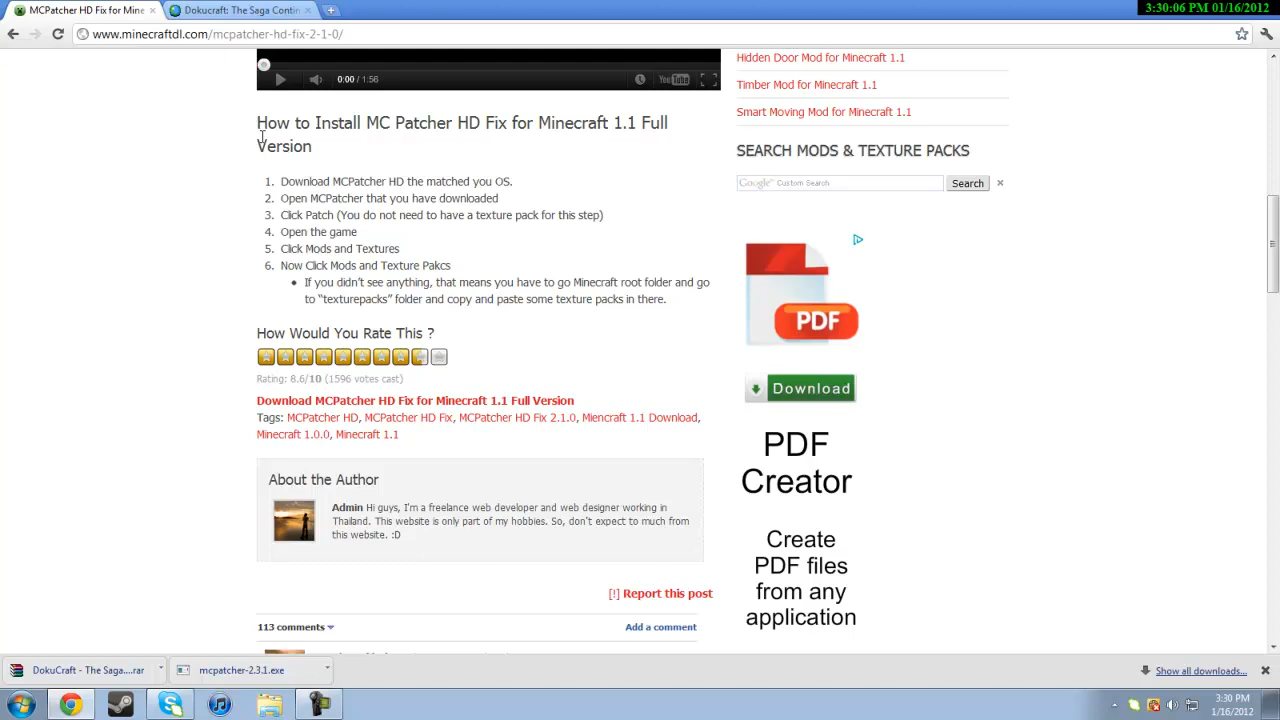 MCPatcher HD Fix for Mine
Dokucraft: The Saga Contin
3:30:06 PM 01/16/2012
www.minecraftdl.com/mcpatcher-hd-fix-2-1-0/
0:00 / 1:56
YouTube
Hidden Door Mod for Minecraft 1.1
Timber Mod for Minecraft 1.1
Smart Moving Mod for Minecraft 1.1
How to Install MC Patcher HD Fix for Minecraft 1.1 Full
Version
SEARCH MODS & TEXTURE PACKS
Google™ Custom Search
Search
1. Download MCPatcher HD the matched you OS.
2. Open MCPatcher that you have downloaded
3. Click Patch (You do not need to have a texture pack for this step)
4. Open the game
5. Click Mods and Textures
6. Now Click Mods and Texture Pakcs
If you didn't see anything, that means you have to go Minecraft root folder and go
to “texturepacks” folder and copy and paste some texture packs in there.
How Would You Rate This ?
Rating: 8.6/10 (1596 votes cast)
Download MCPatcher HD Fix for Minecraft 1.1 Full Version
Tags: MCPatcher HD, MCPatcher HD Fix, MCPatcher HD Fix 2.1.0, Miencraft 1.1 Download,
Minecraft 1.0.0, Minecraft 1.1
About the Author
Admin Hi guys, I'm a freelance web developer and web designer working in
Thailand. This website is only part of my hobbies. So, don't expect to much from
this website. :D
[!] Report this post
113 comments
Add a comment
PDF
Download
PDF
Creator
Create
PDF files
from any
application
DokuCraft - The Saga....rar
mcpatcher-2.3.1.exe
Show all downloads...
3:30 PM
1/16/2012